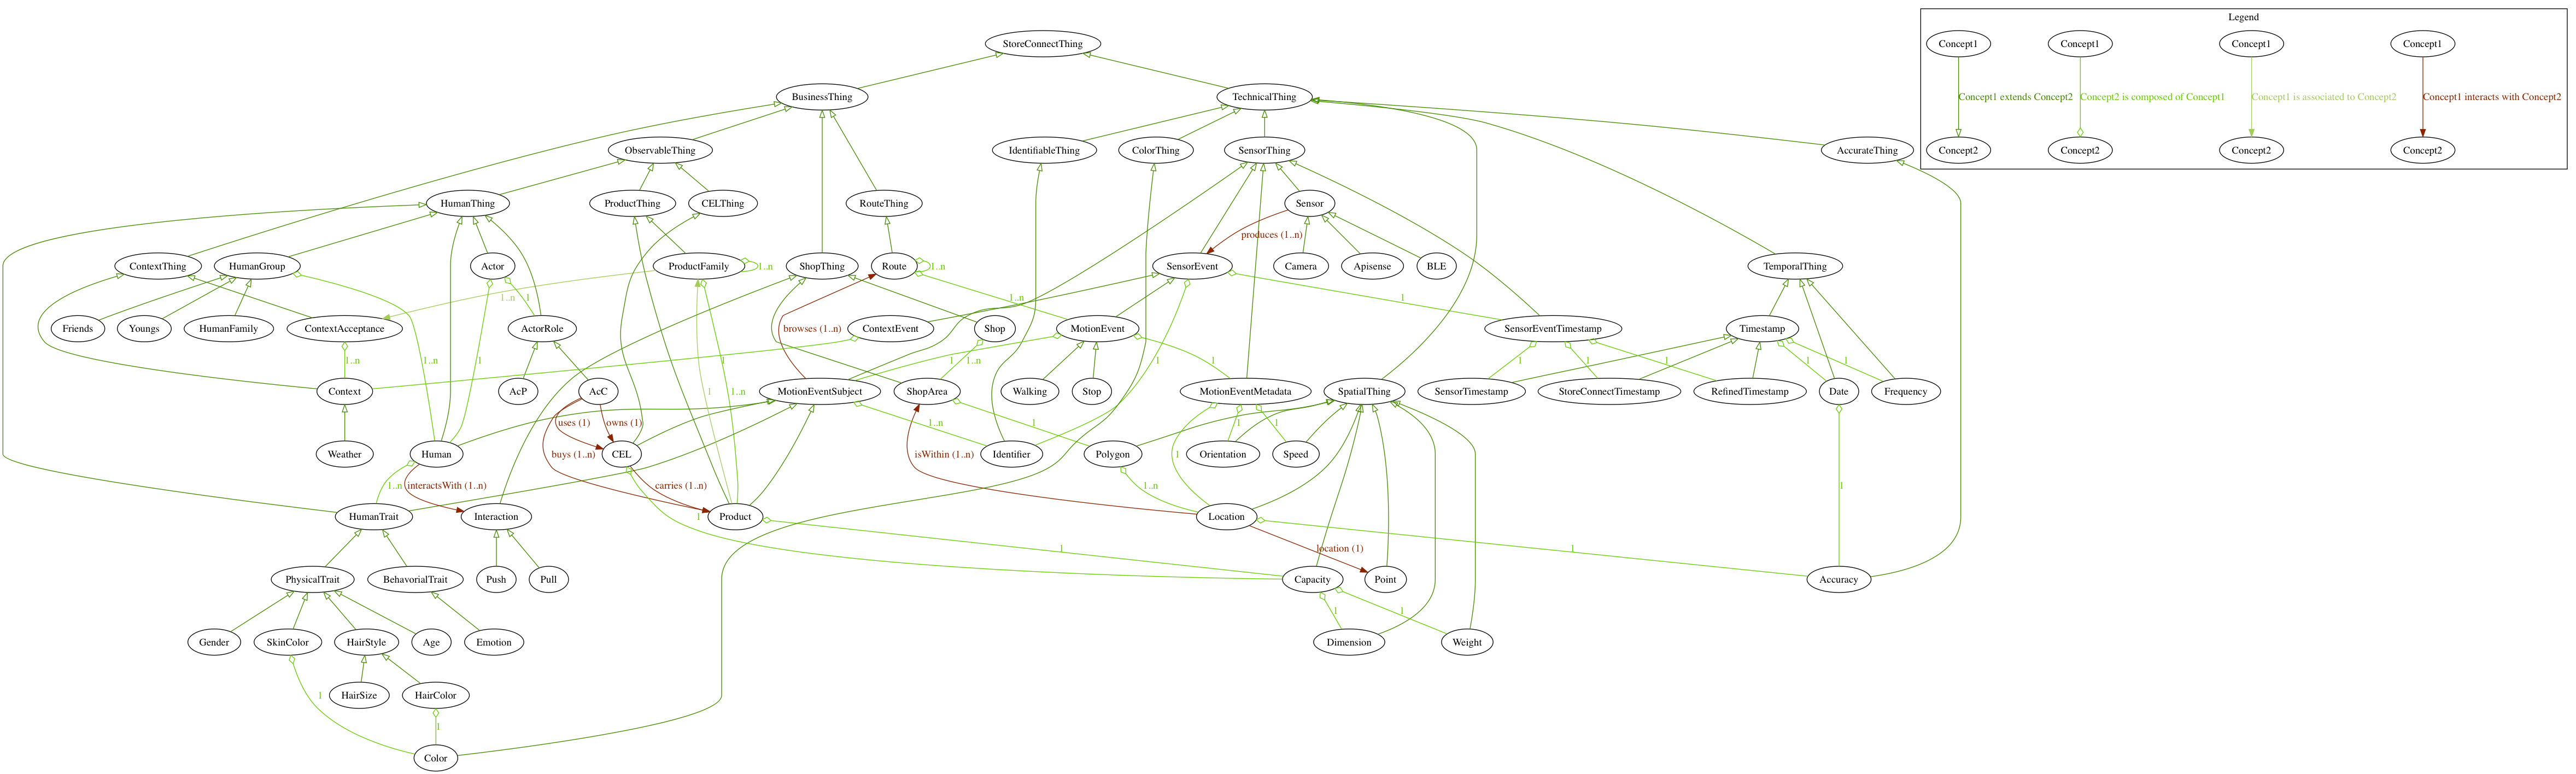 Legend
StoreConnectThing
Concept1
Concept1
Concept1
Concept1
BusinessThing
TechnicalThing
Concept1 extends Concept2
Concept2 is composed of Concept1
Concept1 is associated to Concept2
Concept1 interacts with Concept2
ObservableThing
IdentifiableThing
ColorThing
SensorThing
AccurateThing
Concept2
Concept2
Concept2
Concept2
HumanThing
ProductThing
CELThing
RouteThing
Sensor
produces (1..n)
ContextThing
HumanGroup
Actor
ProductFamily
1..n
ShopThing
Route
1..n
SensorEvent
Camera
Apisense
BLE
TemporalThing
1..n
1
1..n
1
Friends
Youngs
HumanFamily
ContextAcceptance
ActorRole
browses (1..n)
ContextEvent
Shop
MotionEvent
SensorEventTimestamp
Timestamp
1..n
1..n
1
1
1..n
1
1
1..n
1
1
1
1
1
1
1
Context
AcP
AcC
MotionEventSubject
ShopArea
Walking
Stop
MotionEventMetadata
SpatialThing
SensorTimestamp
StoreConnectTimestamp
RefinedTimestamp
Date
Frequency
uses (1)
owns (1)
1..n
1
1
1
Weather
Human
buys (1..n)
CEL
isWithin (1..n)
Identifier
Polygon
1
Orientation
Speed
1..n
interactsWith (1..n)
carries (1..n)
1..n
1
HumanTrait
Interaction
1
Product
Location
1
location (1)
1
PhysicalTrait
BehavorialTrait
Push
Pull
Capacity
Point
Accuracy
1
1
Gender
SkinColor
HairStyle
Age
Emotion
Dimension
Weight
1
HairSize
HairColor
1
Color